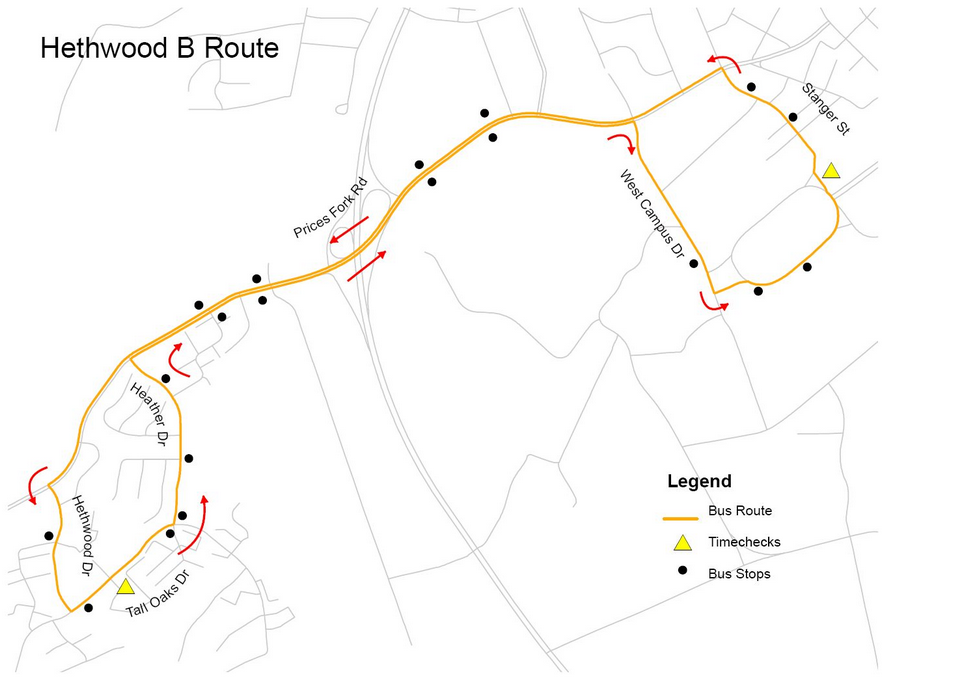 Hethwood B Route
Stanger St
West Campus Dr
Prices Fork Rd
Heather Dr
Hethwood Dr
Tall Oaks Dr
Legend
Bus Route
Timechecks
Bus Stops